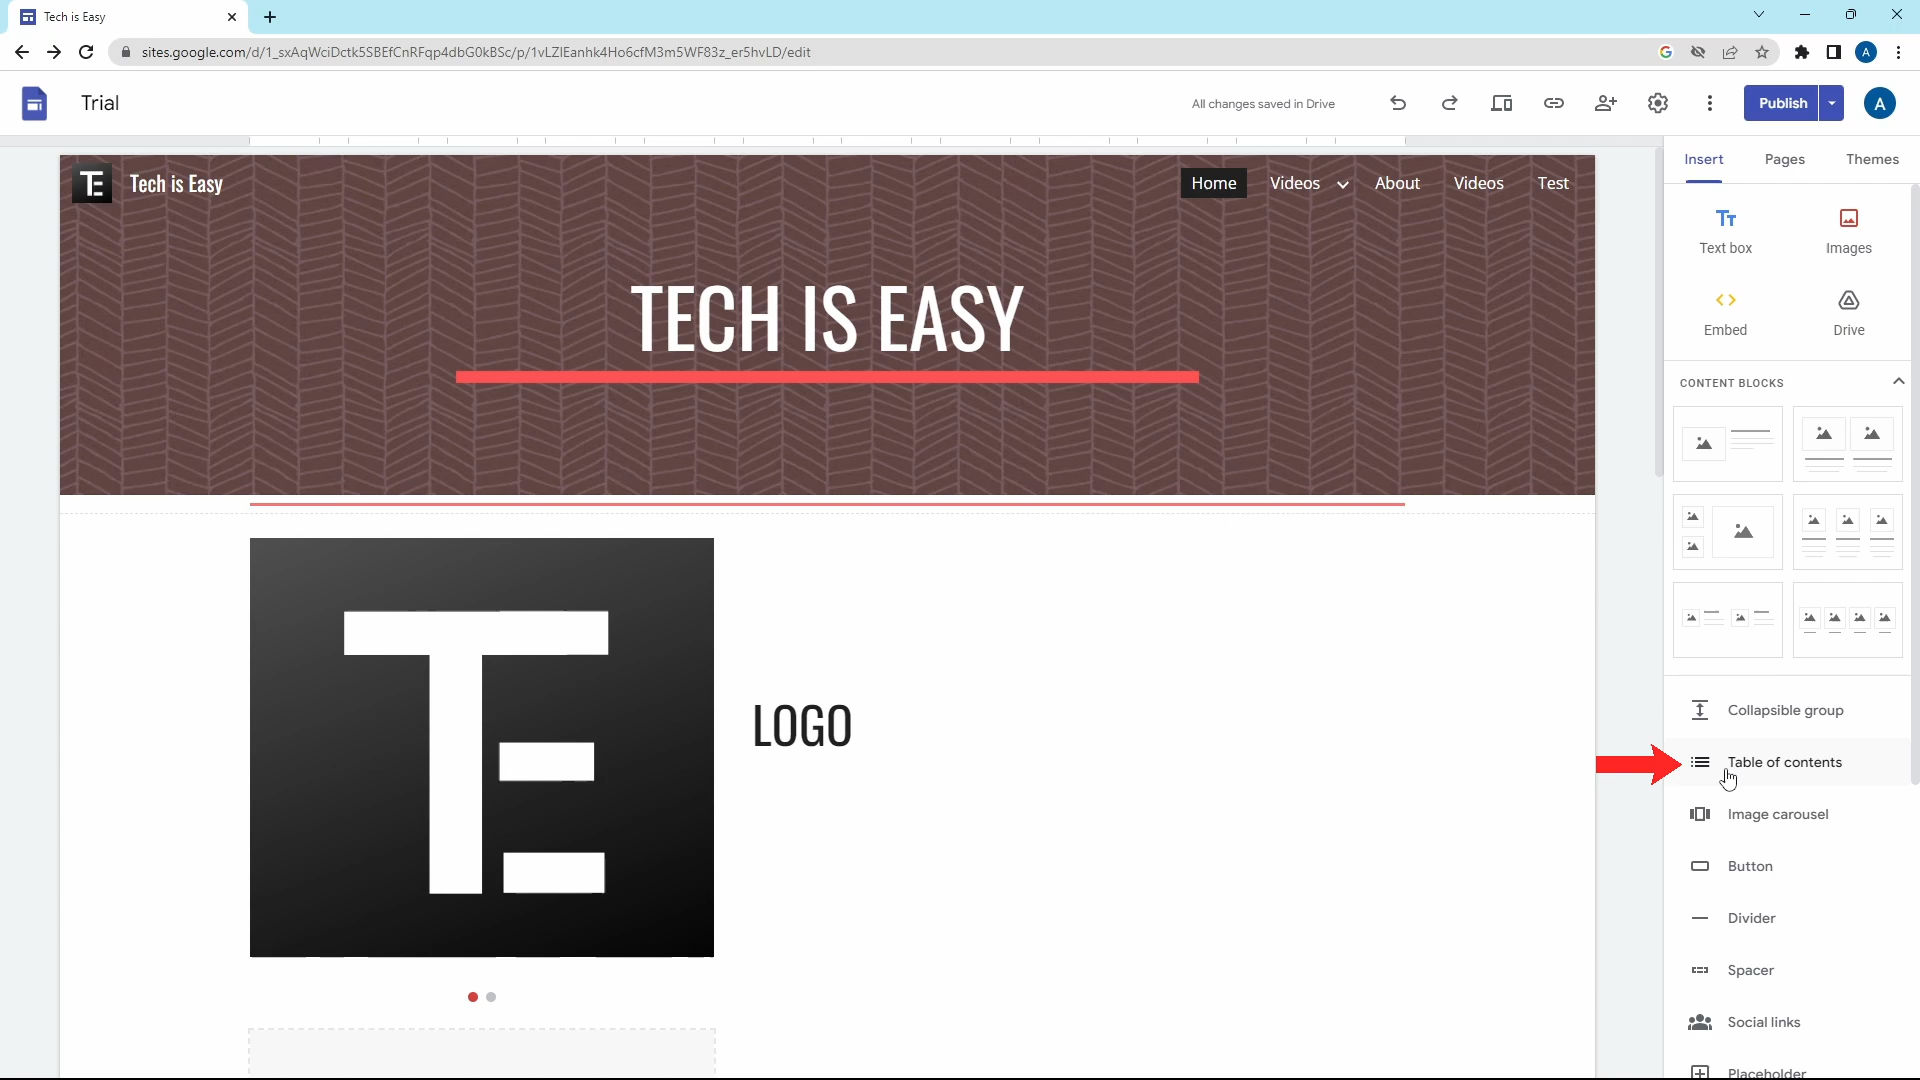 Tech is Easy
sites.google.com/d/1_sxAqWciDctk5SBEfCnRFqp4dbG0kBSc/p/1vLZIEanhk4Ho6cfM3m5WF83z_er5hvLD/edit
A
Trial
All changes saved in Drive
Publish
A
TE
Tech is Easy
Home
Videos
About
Videos
Test
TECH IS EASY
TE
LOGO
Insert
Pages
Themes
Text box
Images
Embed
Drive
CONTENT BLOCKS
Collapsible group
Table of contents
Image carousel
Button
Divider
Spacer
Social links
Placeholder